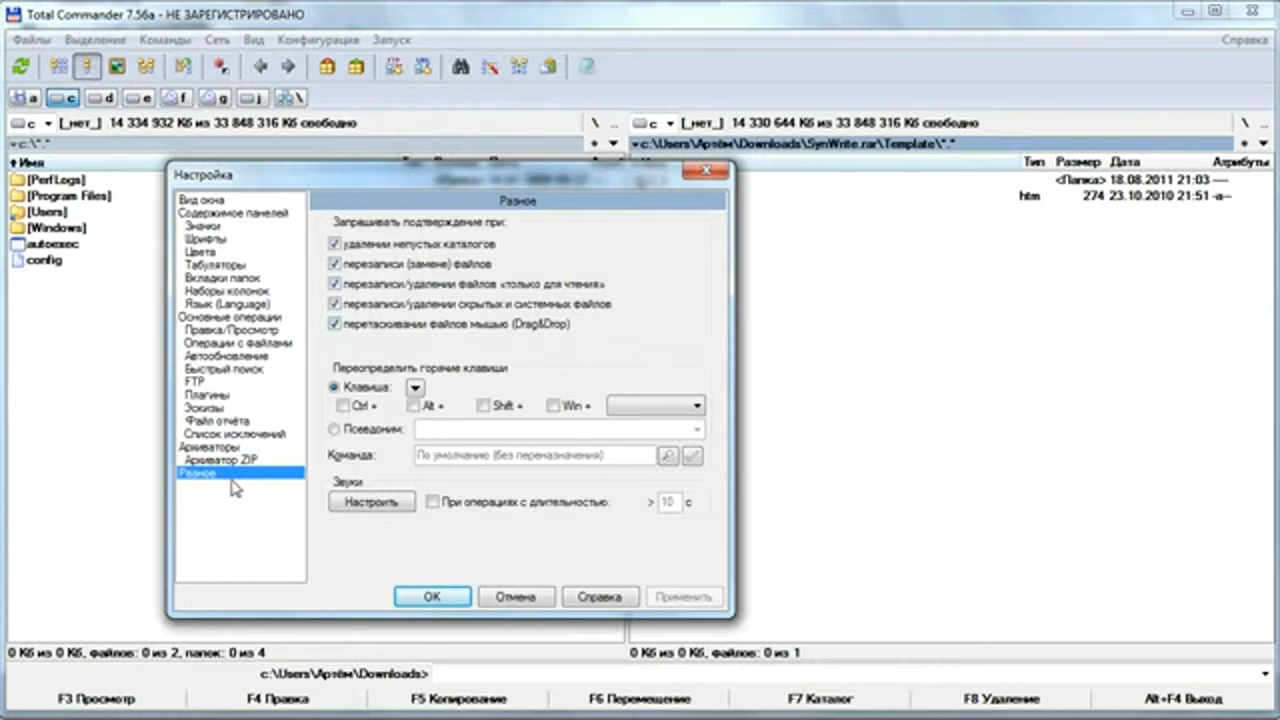 Total Commander 7.56a - НЕ ЗАРЕГИСТРИРОВАНО
Файлы Выделение Команды Сеть Вид Конфигурация Запуск Справка
a c d e f g j \
c [_нет_] 14 334 932 Кб из 33 848 316 Кб свободно \ ..
c [_нет_] 14 330 644 Кб из 33 848 316 Кб свободно \ ..
c:\*.*
c:\Users\Артём\Downloads\SynWrite.rar\Template\*.*
Имя
Тип Размер Дата Атрибуты
[PerfLogs]
[Program Files]
[Users]
[Windows]
autoexec
config
<Папка> 18.08.2011 21:03 ----
htm 274 23.10.2010 21:51 -a--
Настройка
Вид окна
Содержимое панелей
Значки
Шрифты
Цвета
Табуляторы
Вкладки папок
Наборы колонок
Язык (Language)
Основные операции
Правка/Просмотр
Операции с файлами
Автообновление
Быстрый поиск
FTP
Плагины
Эскизы
Файл отчёта
Список исключений
Архиваторы
Архиватор ZIP
Разное
Разное
Запрашивать подтверждение при:
удалении непустых каталогов
перезаписи (замене) файлов
перезаписи/удалении файлов «только для чтения»
перезаписи/удалении скрытых и системных файлов
перетаскивании файлов мышью (Drag&Drop)
Переопределить горячие клавиши
Клавиша:
Ctrl + Alt + Shift + Win +
Псевдоним:
Команда: По умолчанию (без переназначения)
Звуки
Настроить При операциях с длительностью: > 10 с
OK Отмена Справка Применить
0 Кб из 0 Кб, файлов: 0 из 2, папок: 0 из 4
0 Кб из 0 Кб, файлов: 0 из 1
c:\Users\Артём\Downloads>
F3 Просмотр F4 Правка F5 Копирование F6 Перемещение F7 Каталог F8 Удаление Alt+F4 Выход